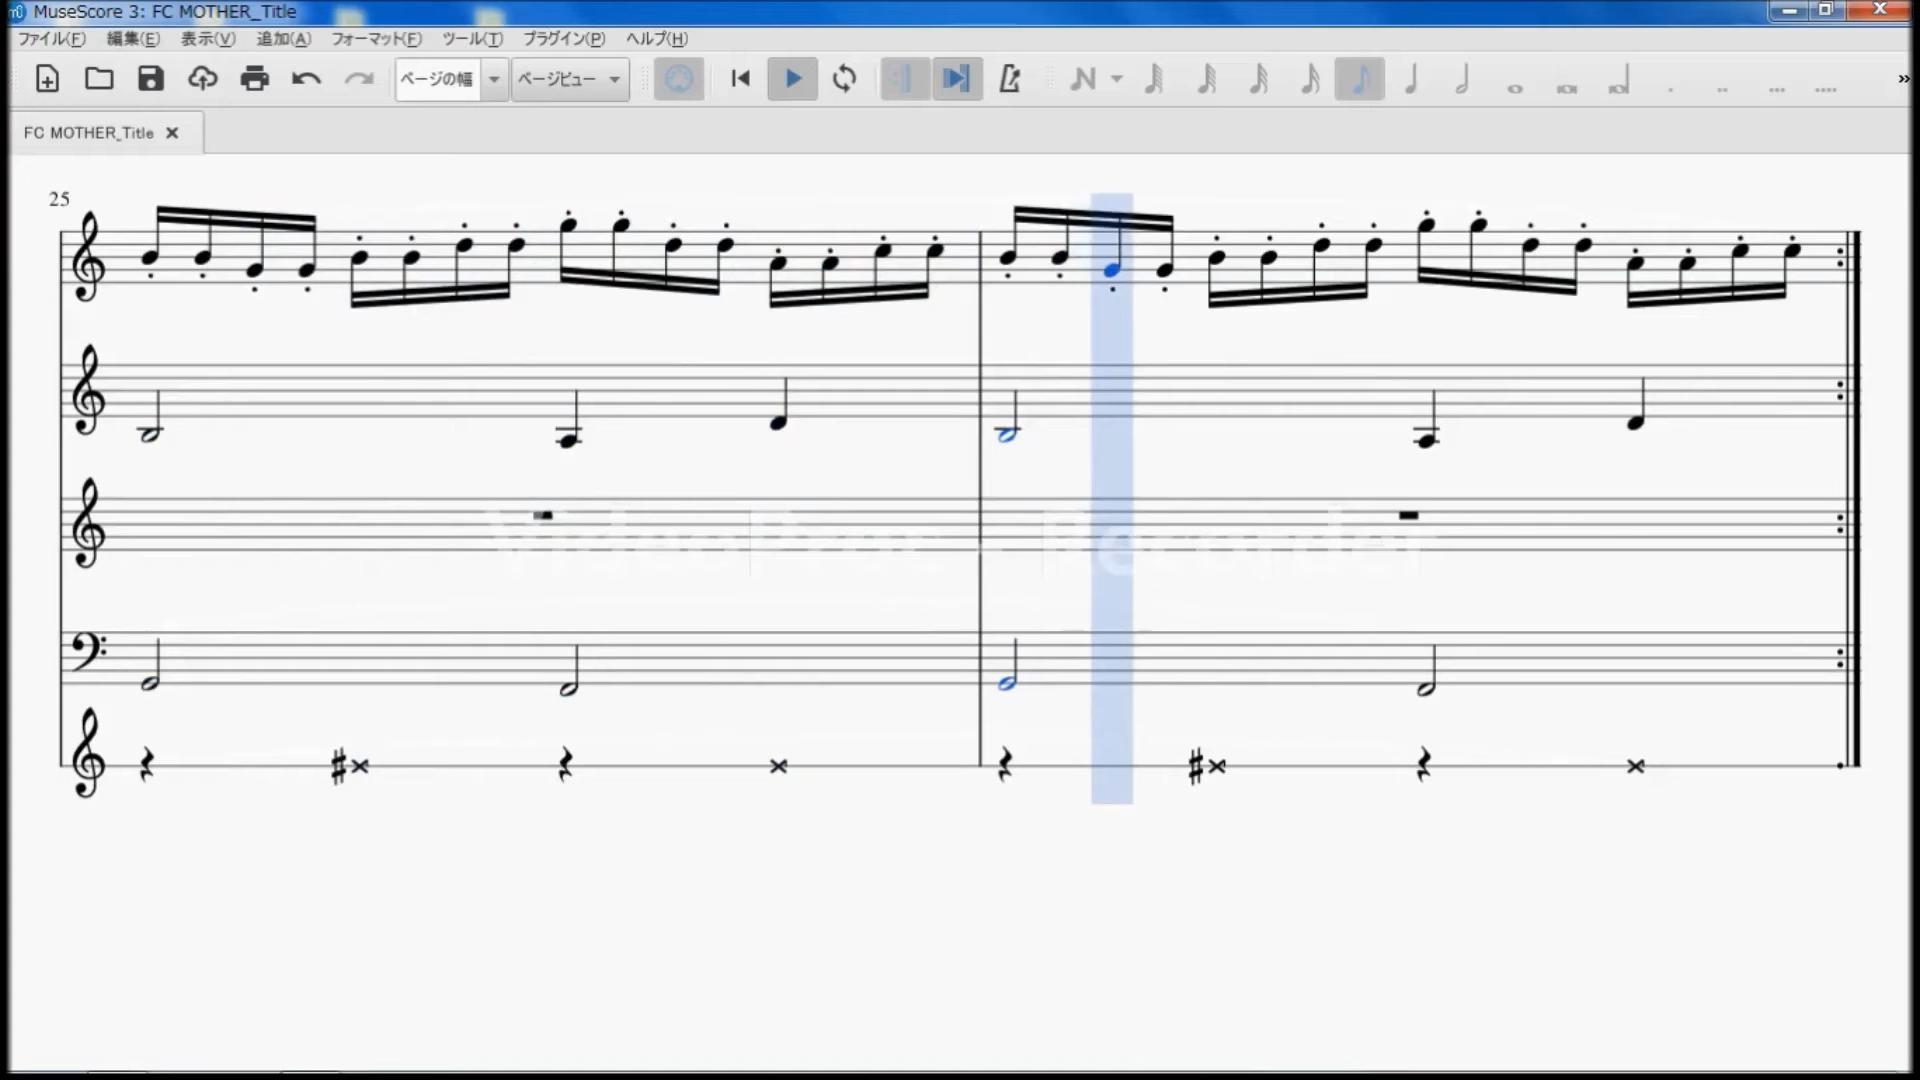 MuseScore 3: FC MOTHER_Title
ファイル(F) 編集(E) 表示(V) 追加(A) フォーマット(F) ツール(T) プラグイン(P) ヘルプ(H)
ページの幅 ページビュー
FC MOTHER_Title
25
VideoProc - Recorder